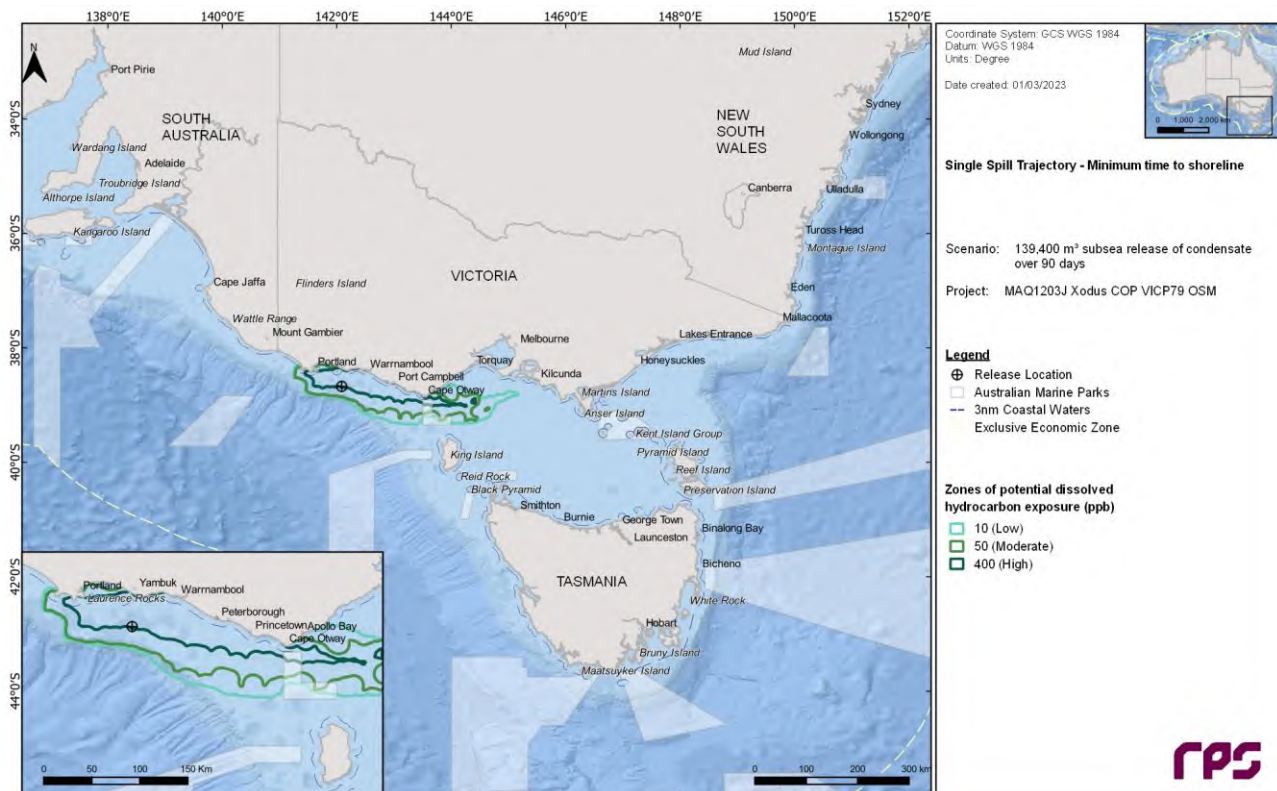 138°0'E 140°0'E 142°0'E 144°0'E 146°0'E 148°0'E 150°0'E 152°0'E
34°0'S
36°0'S
38°0'S
40°0'S
42°0'S
44°0'S
N
Port Pirie
Mud Island
SOUTH
AUSTRALIA
NEW
SOUTH
WALES
Sydney
Wollongong
Wardang Island
Adelaide
Troubridge Island
Althorpe Island
Kangaroo Island
Canberra
Ulladulla
Tuross Head
Montague Island
Cape Jaffa
Flinders Island
VICTORIA
Eden
Mallacoota
Wattle Range
Mount Gambier
Melbourne
Lakes Entrance
Portland
Warrnambool
Torquay
Honeysuckles
Port Campbell
Kilcunda
Cape Otway
Martins Island
Anser Island
Kent Island Group
King Island
Pyramid Island
Reid Rock
Reef Island
Black Pyramid
Preservation Island
Smithton
Burnie
George Town
Binalong Bay
Launceston
Bicheno
TASMANIA
White Rock
Hobart
Bruny Island
Maatsuyker Island
Portland
Yambuk
Laurence Rocks
Warrnambool
Peterborough
Princetown
Apollo Bay
Cape Otway
0 50 100 150 Km
0 100 200 300 km
Coordinate System: GCS WGS 1984
Datum: WGS 1984
Units: Degree
Date created: 01/03/2023
0 1,000 2,000 km
Single Spill Trajectory - Minimum time to shoreline
Scenario: 139,400 m³ subsea release of condensate
over 90 days
Project: MAQ1203J Xodus COP VICP79 OSM
Legend
Release Location
Australian Marine Parks
3nm Coastal Waters
Exclusive Economic Zone
Zones of potential dissolved
hydrocarbon exposure (ppb)
10 (Low)
50 (Moderate)
400 (High)
rps